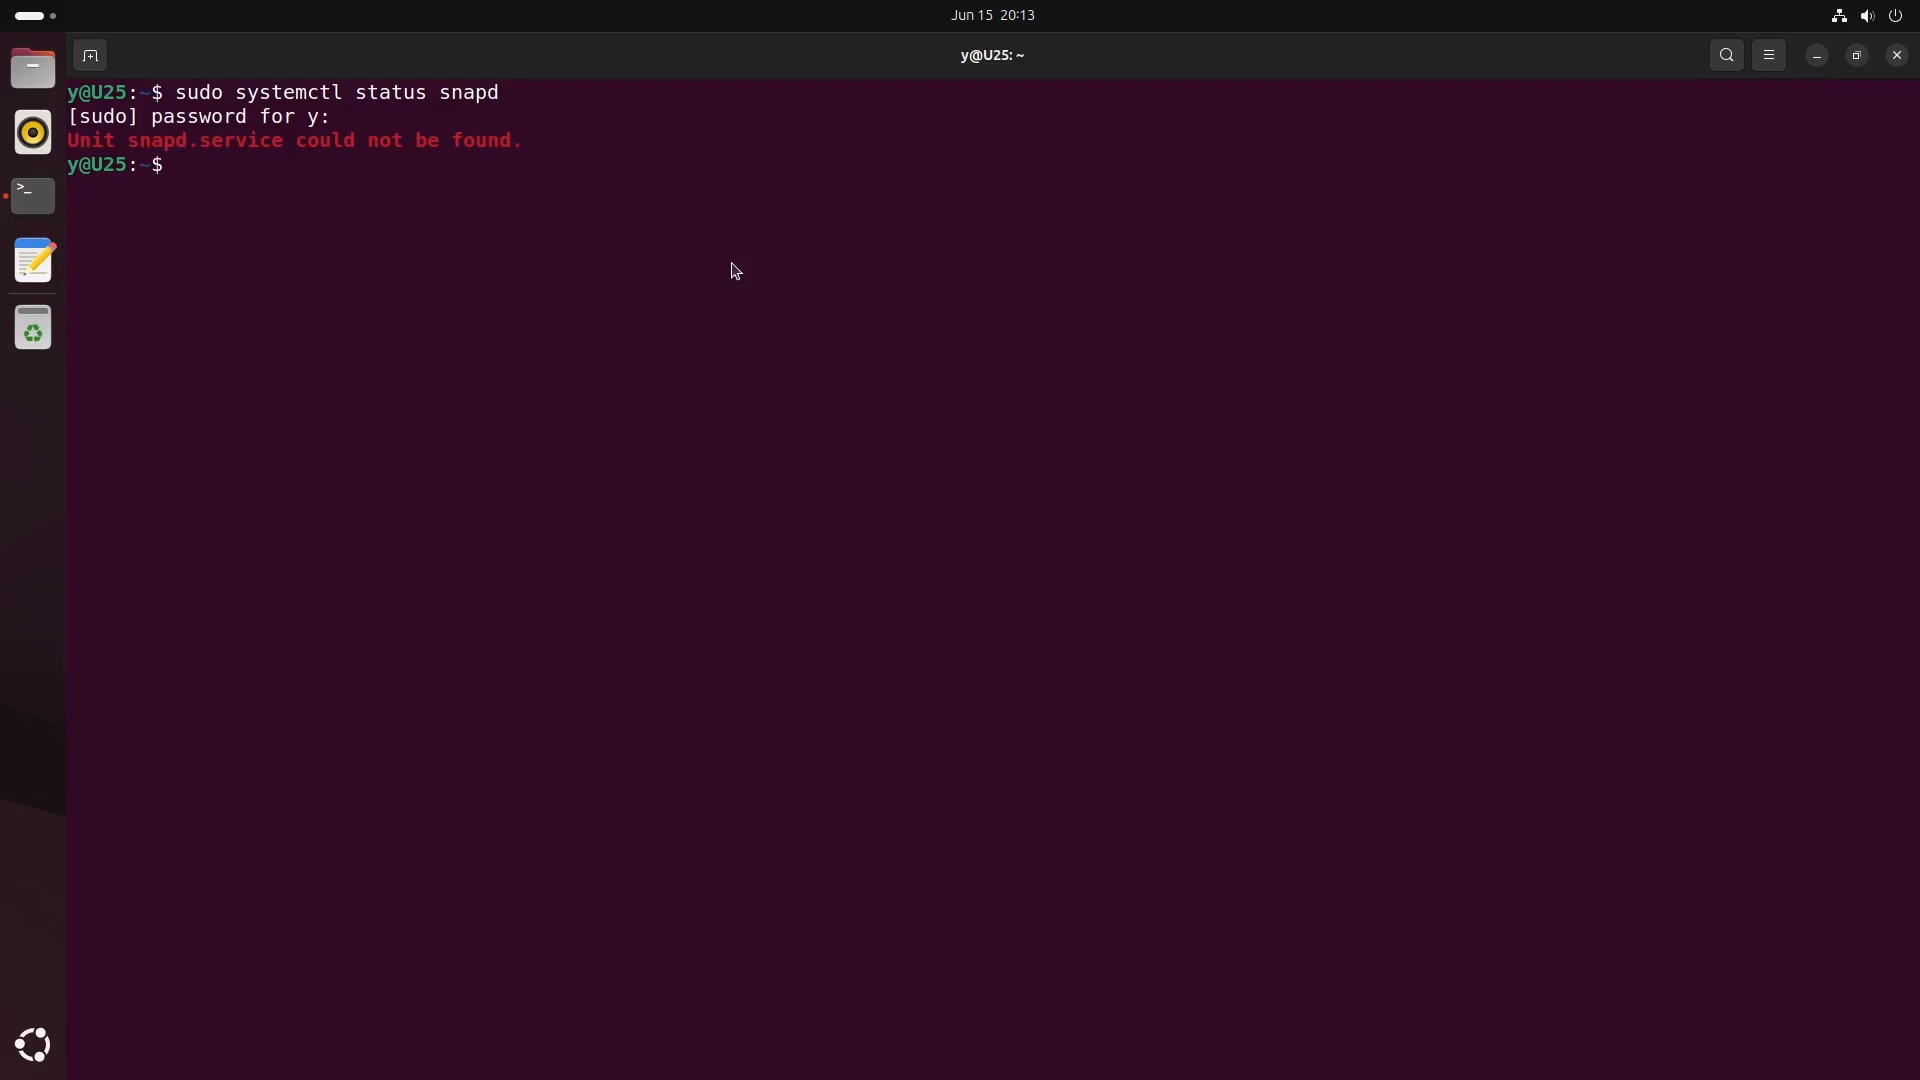 Jun 15 20:13
y@U25: ~
y@U25:~$ sudo systemctl status snapd
[sudo] password for y:
Unit snapd.service could not be found.
y@U25:~$